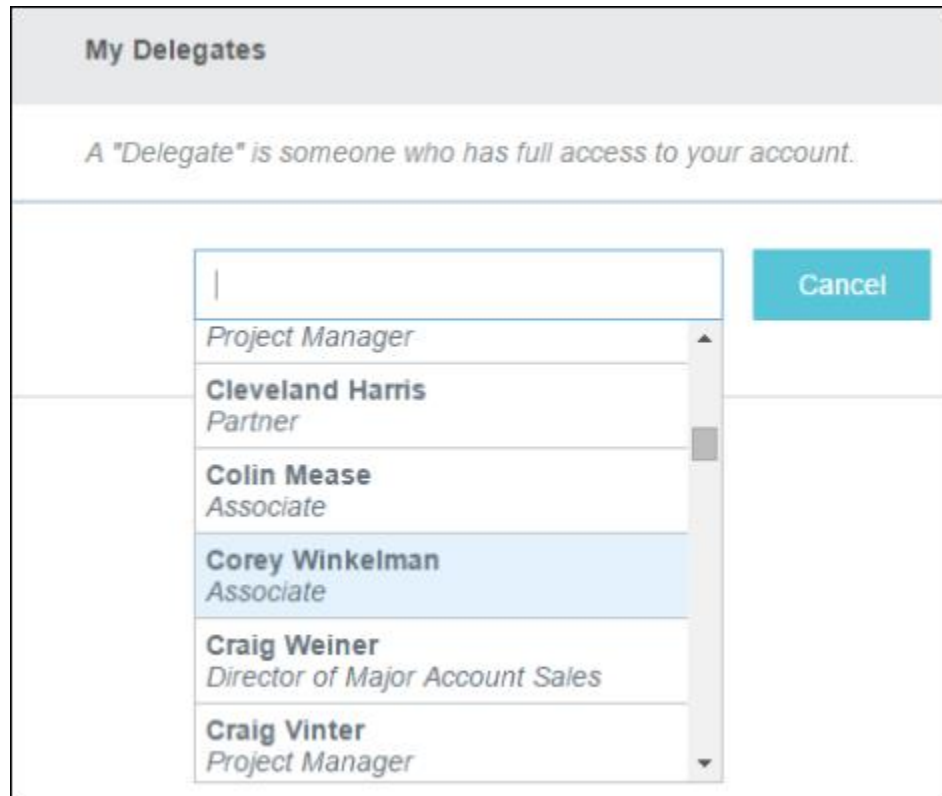 My Delegates
A "Delegate" is someone who has full access to your account.
Cancel
Project Manager
Cleveland Harris
Partner
Colin Mease
Associate
Corey Winkelman
Associate
Craig Weiner
Director of Major Account Sales
Craig Vinter
Project Manager